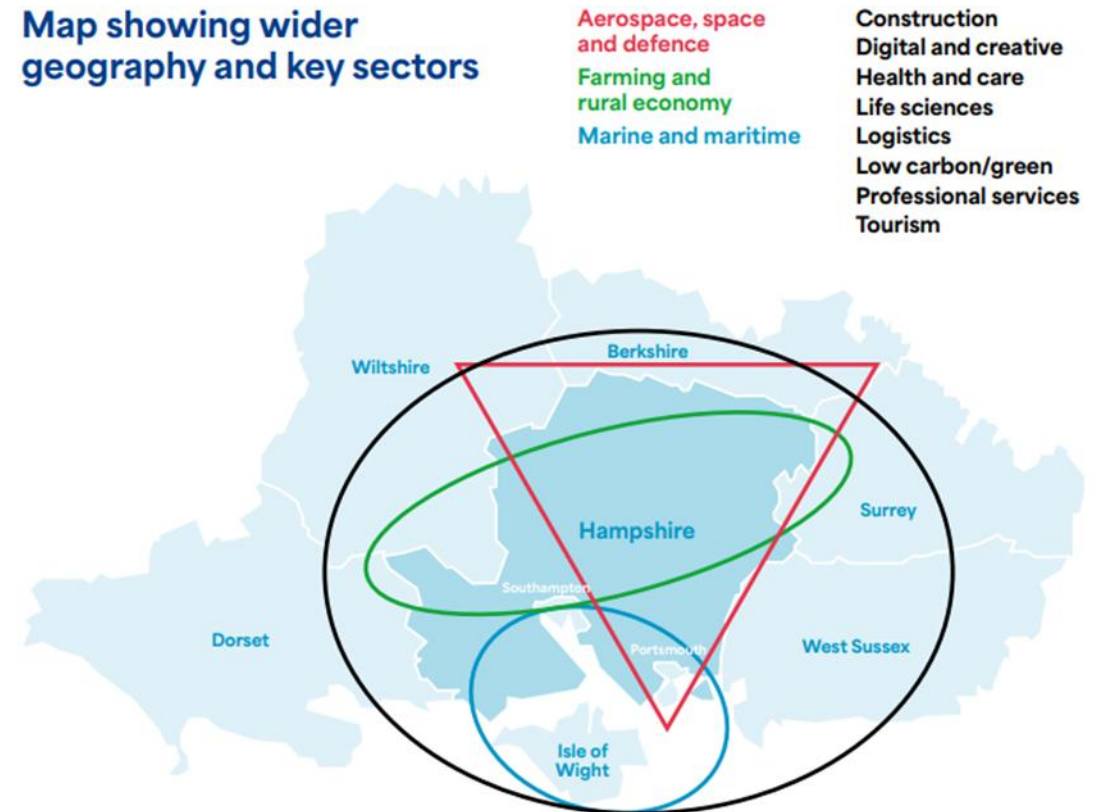 Map showing wider
geography and key sectors
Aerospace, space
and defence
Farming and
rural economy
Marine and maritime
Construction
Digital and creative
Health and care
Life sciences
Logistics
Low carbon/green
Professional services
Tourism
Berkshire
Wiltshire
Surrey
Hampshire
Southampton
Dorset
West Sussex
Portsmouth
Isle of
Wight